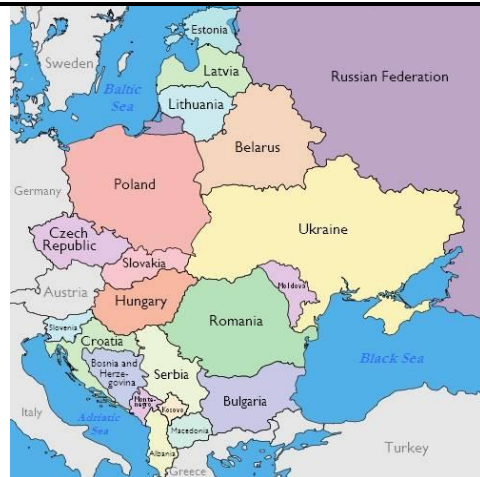 Estonia
Sweden
Latvia
Russian Federation
Baltic
Sea
Lithuania
Belarus
Germany
Poland
Ukraine
Czech
Republic
Slovakia
Austria
Moldova
Hungary
Slovenia
Romania
Croatia
Bosnia and
Herze-
govina
Serbia
Black Sea
Italy
Adriatic
Sea
Monte-
negro
Kosovo
Bulgaria
Macedonia
Albania
Turkey
Greece